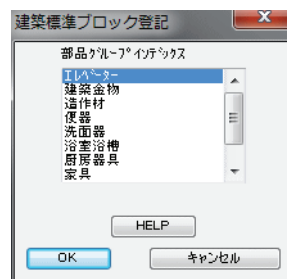 建築標準ブロック登記
部品ｸﾞﾙｰﾌﾟｲﾝﾃﾞｯｸｽ
ｴﾚﾍﾞｰﾀｰ
建築金物
造作材
便器
洗面器
浴室浴槽
厨房器具
家具
HELP
OK
ｷｬﾝｾﾙ